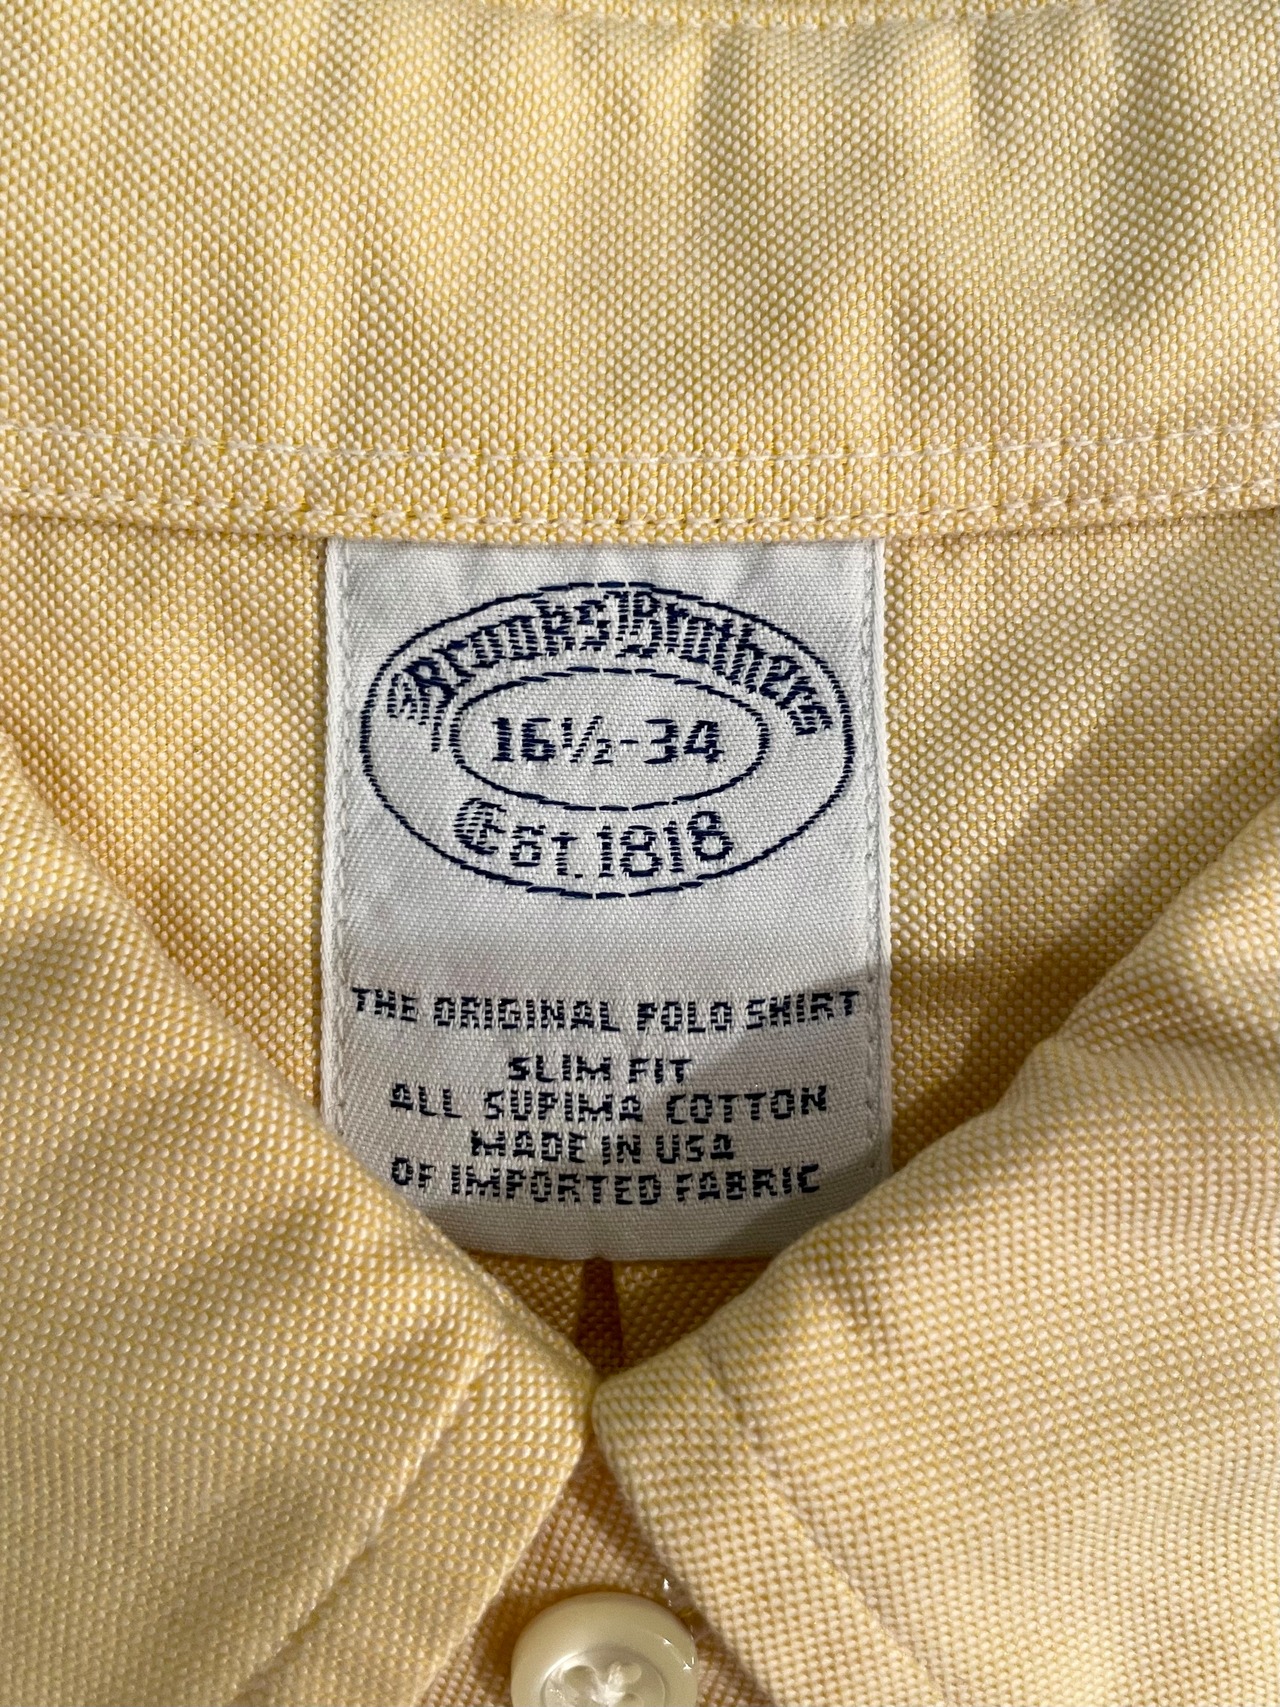 Brooks Brothers
16½-34
Est. 1818
THE ORIGINAL POLO SHIRT
SLIM FIT
ALL SUPIMA COTTON
MADE IN USA
OF IMPORTED FABRIC